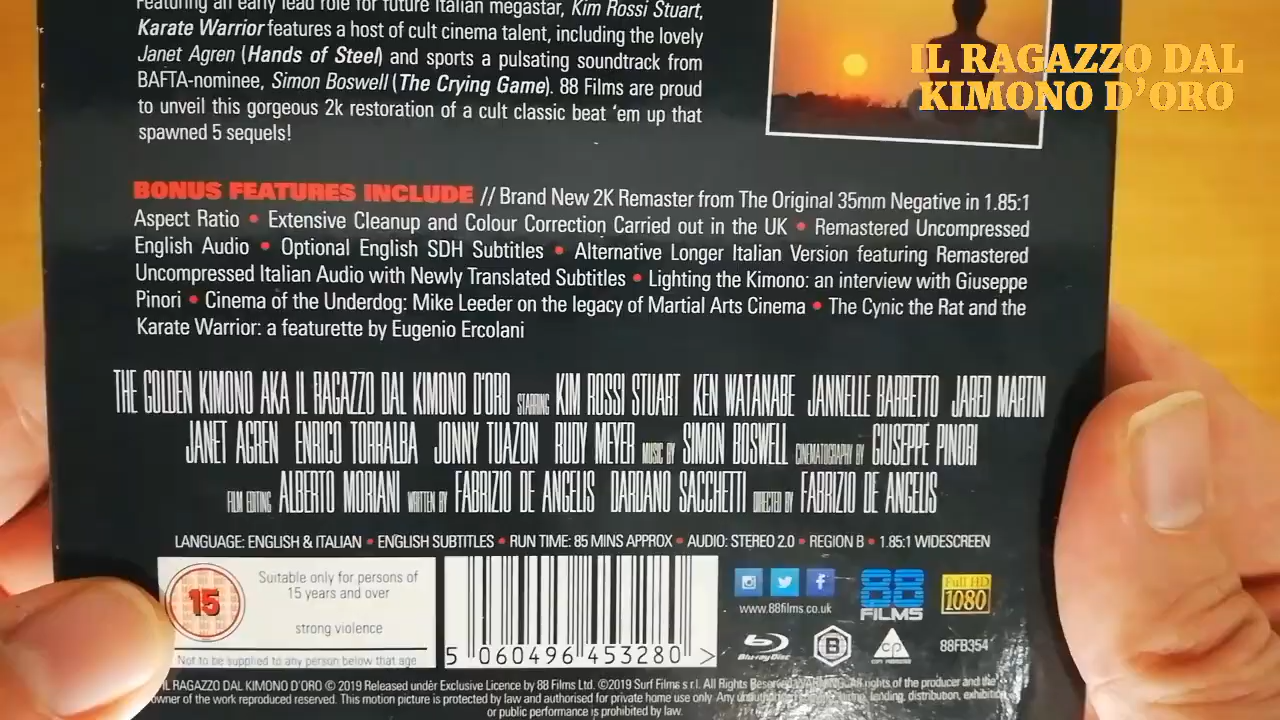 Featuring an early lead role for future Italian megastar, Kim Rossi Stuart,
Karate Warrior features a host of cult cinema talent, including the lovely
Janet Agren (Hands of Steel) and sports a pulsating soundtrack from
BAFTA-nominee, Simon Boswell (The Crying Game). 88 Films are proud
to unveil this gorgeous 2k restoration of a cult classic beat 'em up that
spawned 5 sequels!
IL RAGAZZO DAL
KIMONO D'ORO
BONUS FEATURES INCLUDE // Brand New 2K Remaster from The Original 35mm Negative in 1.85:1
Aspect Ratio • Extensive Cleanup and Colour Correction Carried out in the UK • Remastered Uncompressed
English Audio • Optional English SDH Subtitles • Alternative Longer Italian Version featuring Remastered
Uncompressed Italian Audio with Newly Translated Subtitles • Lighting the Kimono: an interview with Giuseppe
Pinori • Cinema of the Underdog: Mike Leeder on the legacy of Martial Arts Cinema • The Cynic the Rat and the
Karate Warrior: a featurette by Eugenio Ercolani
THE GOLDEN KIMONO AKA IL RAGAZZO DAL KIMONO D'ORO STARRING KIM ROSSI STUART KEN WATANABE JANNELLE BARRETTO JARED MARTIN
JANET AGREN ENRICO TORRALBA JONNY TUAZON RUDY MEYER MUSIC BY SIMON BOSWELL CINEMATOGRAPHY BY GIUSEPPE PINORI
FILM EDITING ALBERTO MORIANI WRITTEN BY FABRIZIO DE ANGELIS DARDANO SACCHETTI DIRECTED BY FABRIZIO DE ANGELIS
LANGUAGE: ENGLISH & ITALIAN • ENGLISH SUBTITLES • RUN TIME: 85 MINS APPROX • AUDIO: STEREO 2.0 • REGION B • 1.85:1 WIDESCREEN
15
Suitable only for persons of
15 years and over
strong violence
Not to be supplied to any person below that age
5 060496 453280 >
www.88films.co.uk
88
FILMS
Full HD
1080
Blu-ray Disc
B
cp
COPY PROTECTED
88FB354
IL RAGAZZO DAL KIMONO D'ORO © 2019 Released under Exclusive Licence by 88 Films Ltd. ©2019 Surf Films s r l. All Rights Reserved WARNING: All rights of the producer and the
owner of the work reproduced reserved. This motion picture is protected by law and authorised for private home use only. Any lending, distribution, exhibition
or public performance is prohibited by law.